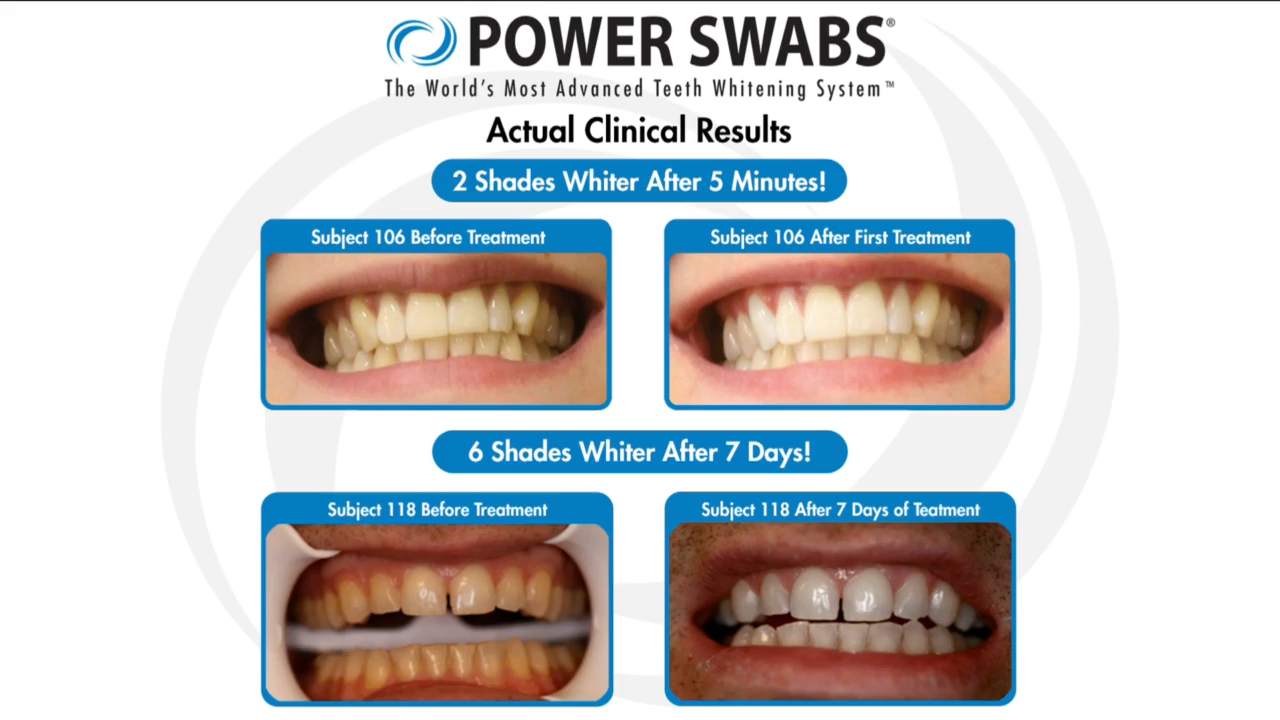 POWER SWABS®
The World's Most Advanced Teeth Whitening System™
Actual Clinical Results
2 Shades Whiter After 5 Minutes!
Subject 106 Before Treatment
Subject 106 After First Treatment
6 Shades Whiter After 7 Days!
Subject 118 Before Treatment
Subject 118 After 7 Days of Teatment